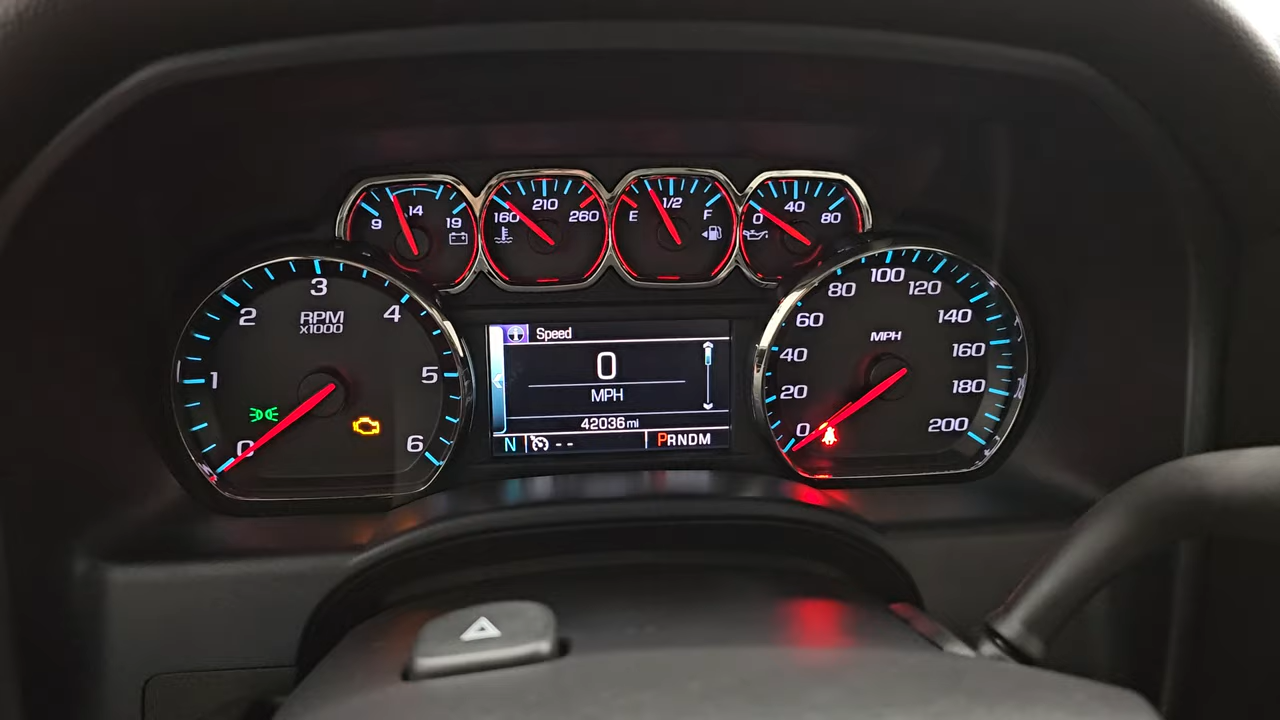 9 14 19
160 210 260
E 1/2 F
0 40 80
0 1 2 3 4 5 6
RPM
x1000
Speed
0
MPH
42036 mi
N -- PRNDM
0 20 40 60 80 100 120 140 160 180 200
MPH